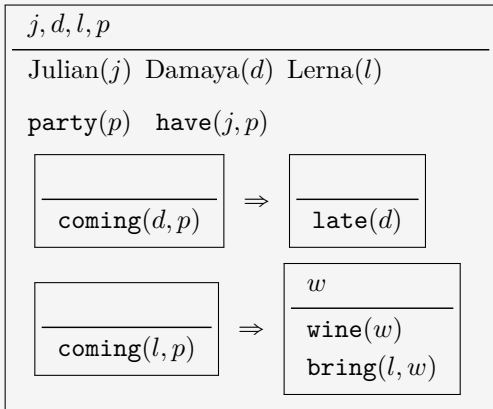 j, d, l, p
Julian(j) Damaya(d) Lerna(l)
party(p) have(j, p)
coming(d, p) ⇒ late(d)
w
coming(l, p) ⇒ wine(w)
bring(l, w)